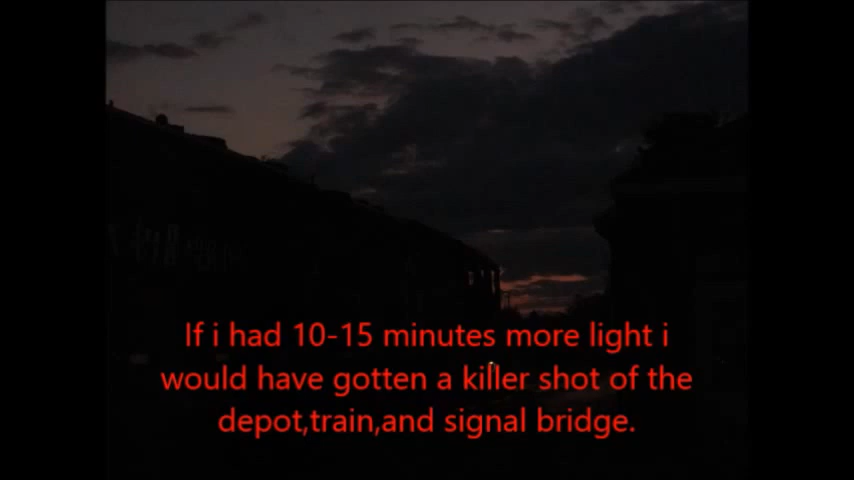 If i had 10-15 minutes more light i
would have gotten a killer shot of the
depot,train,and signal bridge.